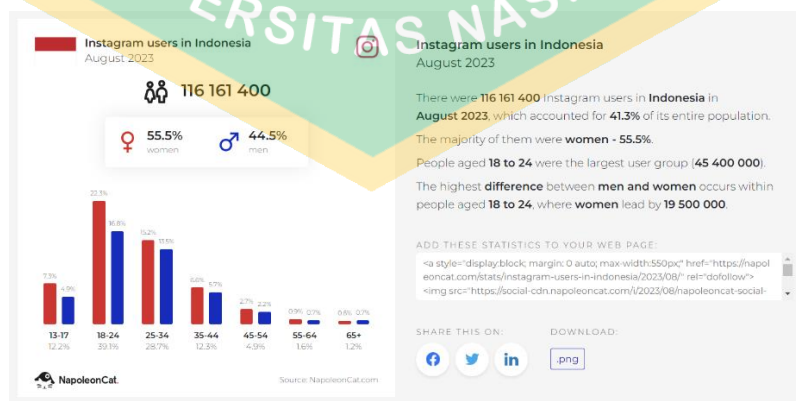 ERSITAS NAS
Instagram users in Indonesia
August 2023
116 161 400
55.5%
women
44.5%
men
7.3%
4.9%
22.3%
16.8%
15.2%
13.5%
6.6%
5.7%
2.7%
2.2%
0.9%
0.7%
0.7%
13-17
18-24
25-34
35-44
45-54
55-64
65+
12.2%
39.1%
28.7%
12.3%
4.9%
1.6%
1.2%
NapoleonCat.
Source: NapoleonCat.com
Instagram users in Indonesia
August 2023
There were 116 161 400 Instagram users in Indonesia in
August 2023, which accounted for 41.3% of its entire population.
The majority of them were women - 55.5%.
People aged 18 to 24 were the largest user group (45 400 000).
The highest difference between men and women occurs within
people aged 18 to 24, where women lead by 19 500 000.
ADD THESE STATISTICS TO YOUR WEB PAGE:
<a style="display:block; margin: 0 auto; max-width:550px;" href="https://napol
eoncat.com/stats/instagram-users-in-indonesia/2023/08/" rel="dofollow">
<img src="https://social-cdn.napoleoncat.com/i/2023/08/napoleoncat-social-
SHARE THIS ON:
DOWNLOAD:
.png